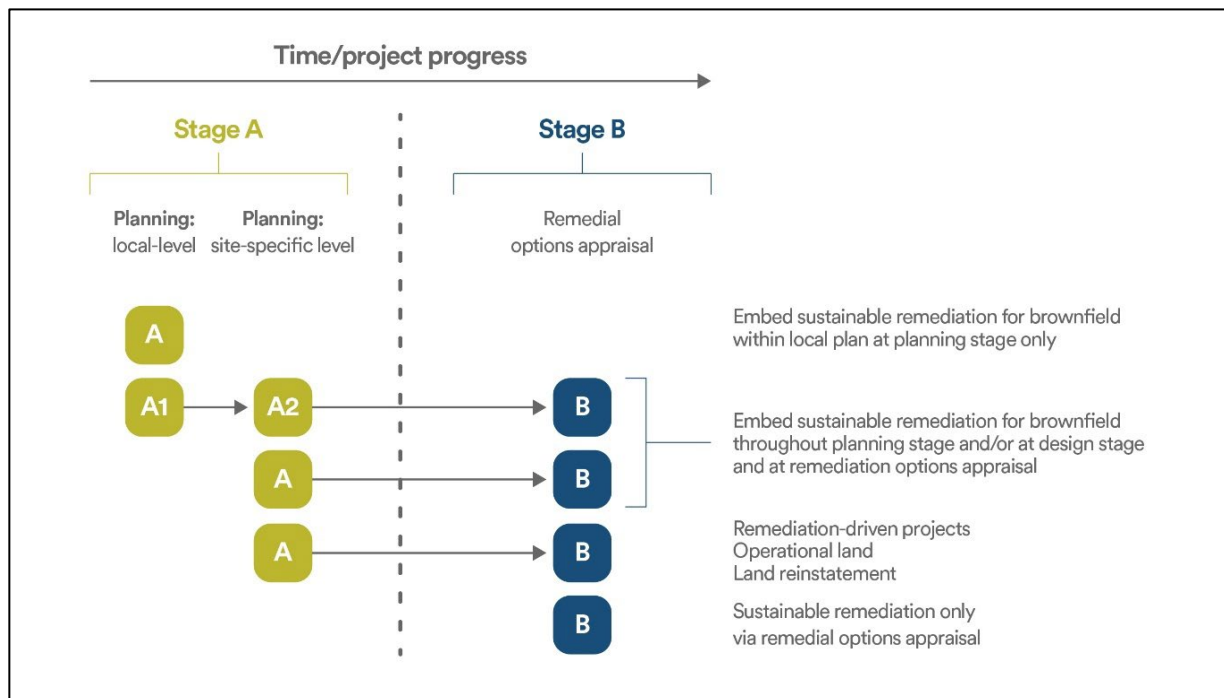 Time/project progress
Stage A
Stage B
Planning:
local-level
Planning:
site-specific level
Remedial
options appraisal
A
Embed sustainable remediation for brownfield
within local plan at planning stage only
A1
A2
B
Embed sustainable remediation for brownfield
throughout planning stage and/or at design stage
and at remediation options appraisal
A
B
A
B
Remediation-driven projects
Operational land
Land reinstatement
B
Sustainable remediation only
via remedial options appraisal